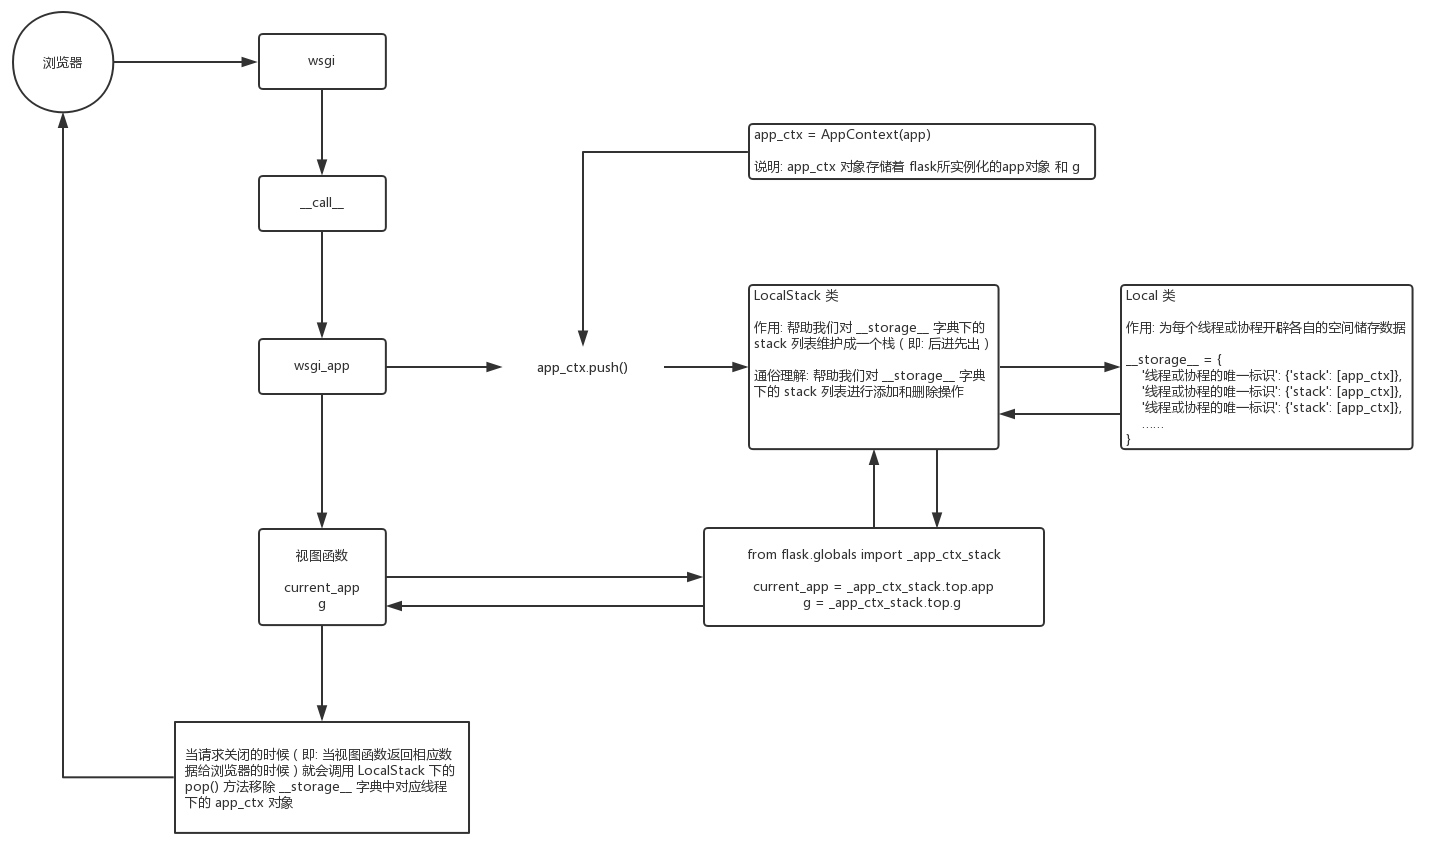 浏览器
wsgi
__call__
app_ctx = AppContext(app)
说明: app_ctx 对象存储着 flask所实例化的app对象 和 g
wsgi_app
app_ctx.push()
LocalStack 类
作用: 帮助我们对 __storage__ 字典下的
stack 列表维护成一个栈 ( 即: 后进先出 )
通俗理解: 帮助我们对 __storage__ 字典
下的 stack 列表进行添加和删除操作
Local 类
作用: 为每个线程或协程开辟各自的空间储存数据
__storage__ = {
'线程或协程的唯一标识': {'stack': [app_ctx]},
'线程或协程的唯一标识': {'stack': [app_ctx]},
'线程或协程的唯一标识': {'stack': [app_ctx]},
……
}
视图函数
current_app
g
from flask.globals import _app_ctx_stack
current_app = _app_ctx_stack.top.app
g = _app_ctx_stack.top.g
当请求关闭的时候 ( 即: 当视图函数返回相应数
据给浏览器的时候 ) 就会调用 LocalStack 下的
pop() 方法移除 __storage__ 字典中对应线程
下的 app_ctx 对象